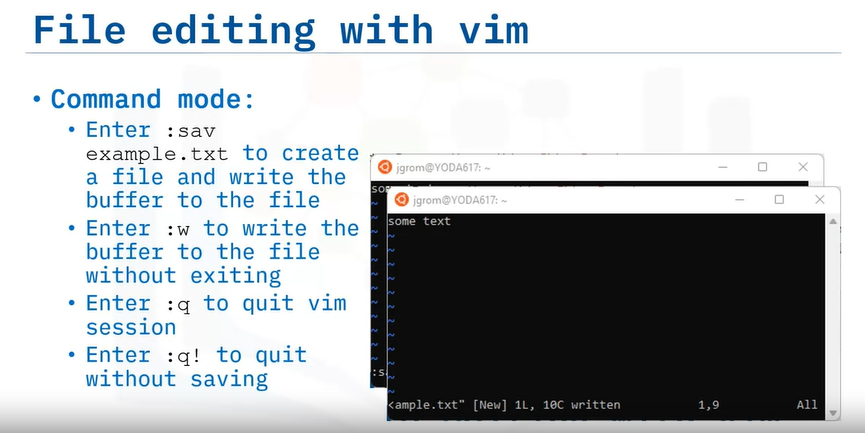 File editing with vim
• Command mode:
• Enter :sav
example.txt to create
a file and write the
buffer to the file
• Enter :w to write the
buffer to the file
without exiting
• Enter :q to quit vim
session
• Enter :q! to quit
without saving
jgrom@YODA617: ~
:sa
jgrom@YODA617: ~
some text
~
~
~
~
~
~
~
~
~
~
~
<ample.txt" [New] 1L, 10C written 1,9 All